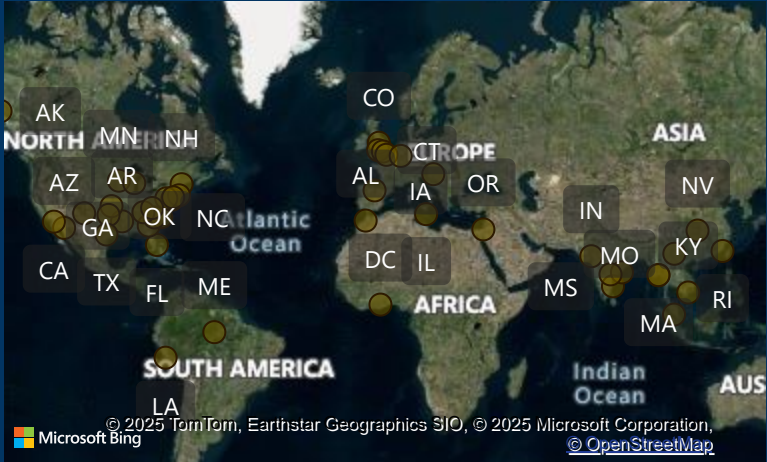 CO
AK
NORTH AMERICA
MN
NH
ASIA
EUROPE
CT
AZ
AR
AL
IA
OR
NV
GA
OK
NC
Atlantic
Ocean
IN
CA
TX
FL
ME
DC
IL
MS
MO
KY
AFRICA
RI
MA
SOUTH AMERICA
Indian
Ocean
AUS
LA
© 2025 TomTom, Earthstar Geographics SIO, © 2025 Microsoft Corporation,
Microsoft Bing
© OpenStreetMap